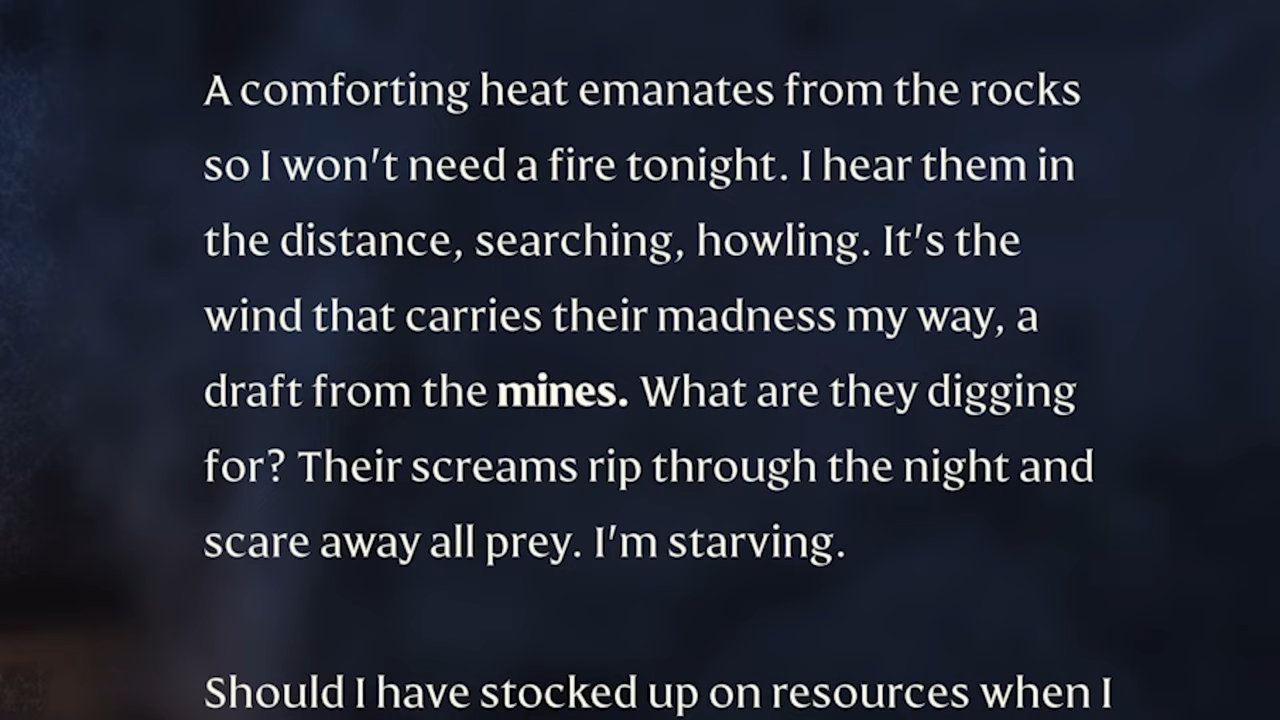 A comforting heat emanates from the rocks
so I won't need a fire tonight. I hear them in
the distance, searching, howling. It's the
wind that carries their madness my way, a
draft from the mines. What are they digging
for? Their screams rip through the night and
scare away all prey. I'm starving.
Should I have stocked up on resources when I